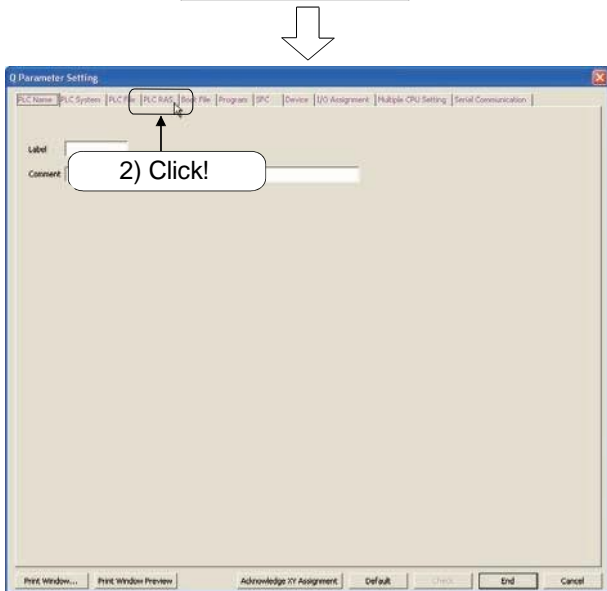 Q Parameter Setting
PLC Name PLC System PLC File PLC RAS Boot File Program SFC Device I/O Assignment Multiple CPU Setting Serial Communication
Label
Comment
2) Click!
Print Window... Print Window Preview Acknowledge XY Assignment Default Check End Cancel